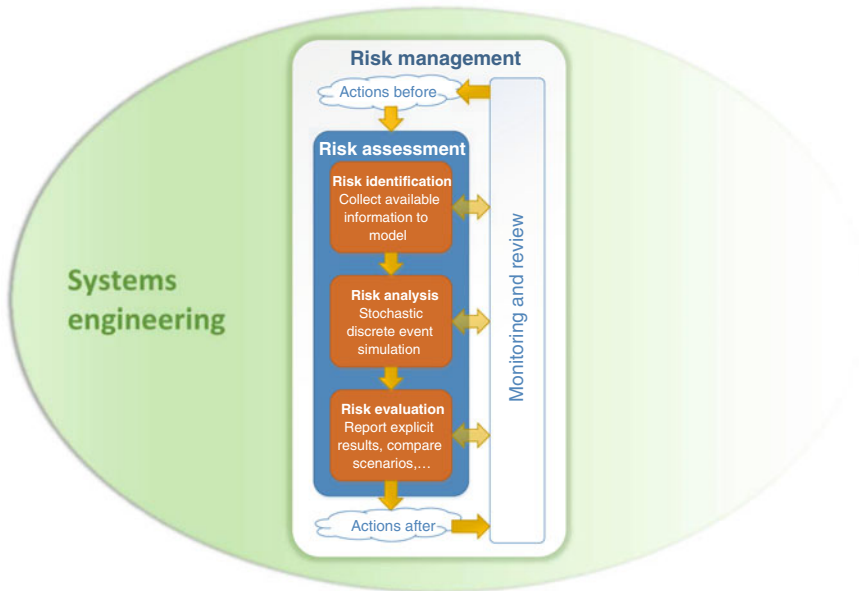 Risk management
Actions before
Risk assessment
Risk identification
Collect available
information to
model
Risk analysis
Stochastic
discrete event
simulation
Risk evaluation
Report explicit
results, compare
scenarios,...
Actions after
Monitoring and review
Systems
engineering